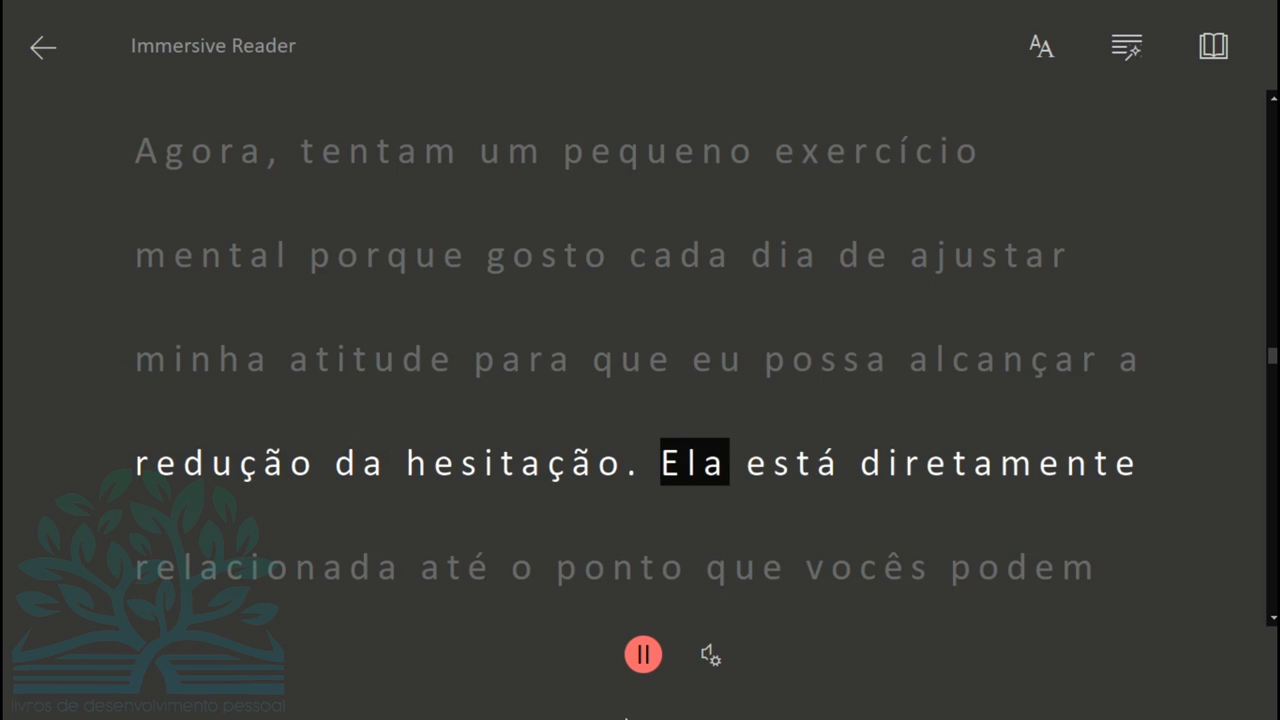 Immersive Reader
Agora, tentam um pequeno exercício
mental porque gosto cada dia de ajustar
minha atitude para que eu possa alcançar a
redução da hesitação. Ela está diretamente
relacionada até o ponto que vocês podem
livros de desenvolvimento pessoal